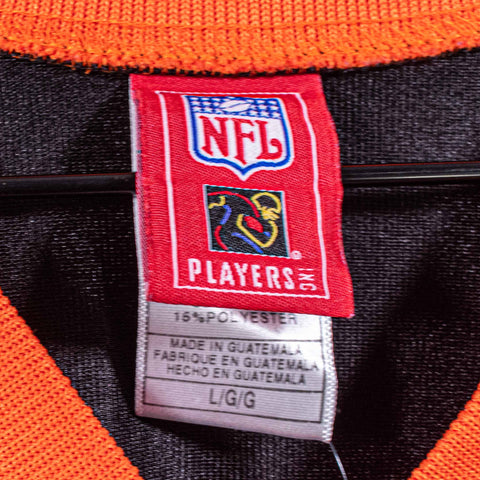 NFL
PLAYERS INC
®
15% POLYESTER
MADE IN GUATEMALA
FABRIQUE EN GUATEMALA
HECHO EN GUATEMALA
L/G/G